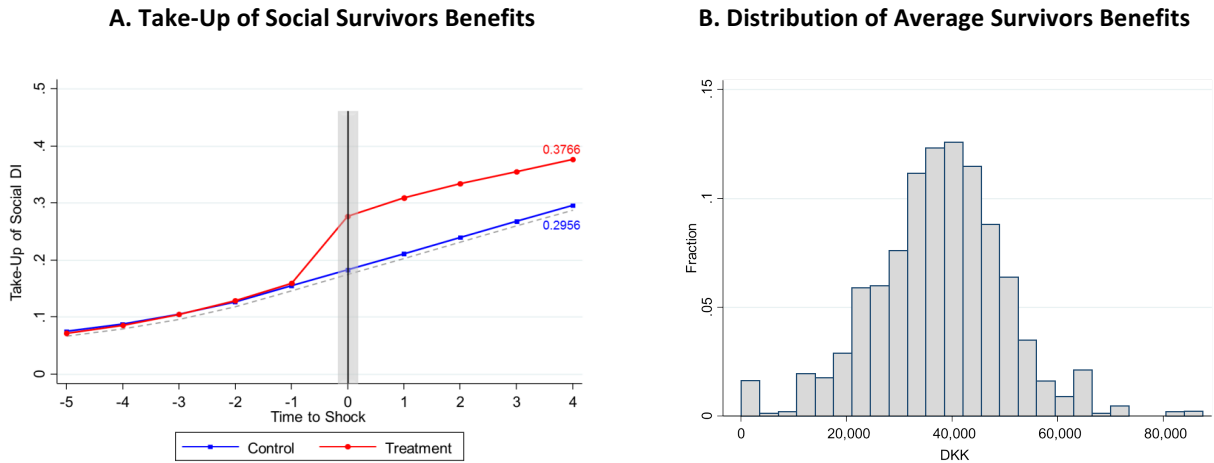 A. Take-Up of Social Survivors Benefits
Take-Up of Social DI
.5
.4
.3
.2
.1
0
0.3766
0.2956
-5 -4 -3 -2 -1 0 1 2 3 4
Time to Shock
Control Treatment
B. Distribution of Average Survivors Benefits
Fraction
.15
.1
.05
0
0 20,000 40,000 60,000 80,000
DKK